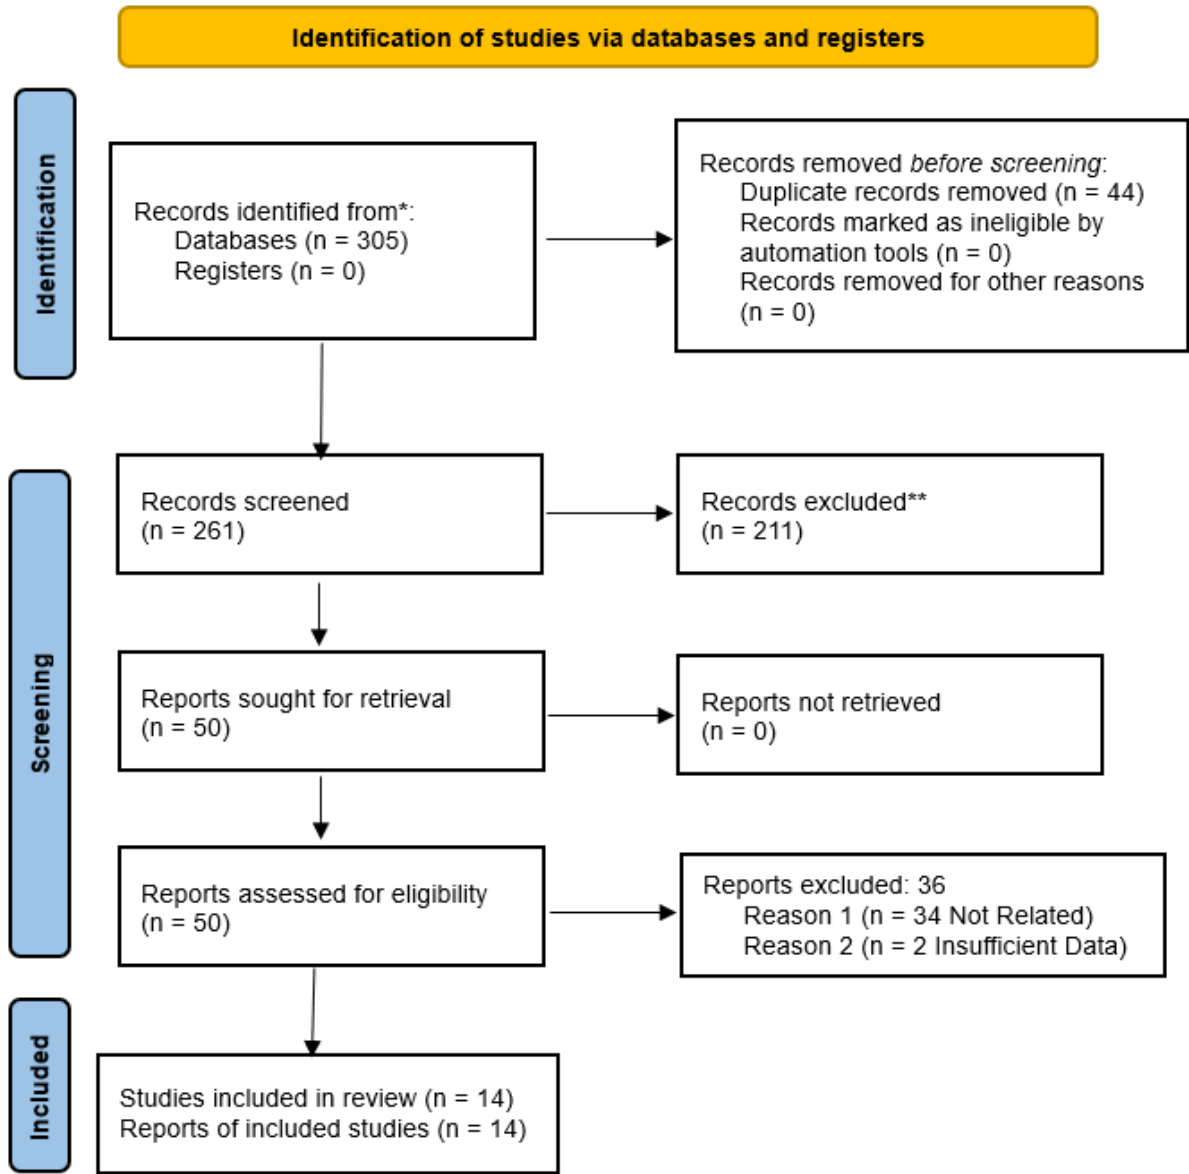 Identification of studies via databases and registers
Identification
Records identified from*:
Databases (n = 305)
Registers (n = 0)
Records removed before screening:
Duplicate records removed (n = 44)
Records marked as ineligible by
automation tools (n = 0)
Records removed for other reasons
(n = 0)
Screening
Records screened
(n = 261)
Records excluded**
(n = 211)
Reports sought for retrieval
(n = 50)
Reports not retrieved
(n = 0)
Reports assessed for eligibility
(n = 50)
Reports excluded: 36
Reason 1 (n = 34 Not Related)
Reason 2 (n = 2 Insufficient Data)
Included
Studies included in review (n = 14)
Reports of included studies (n = 14)